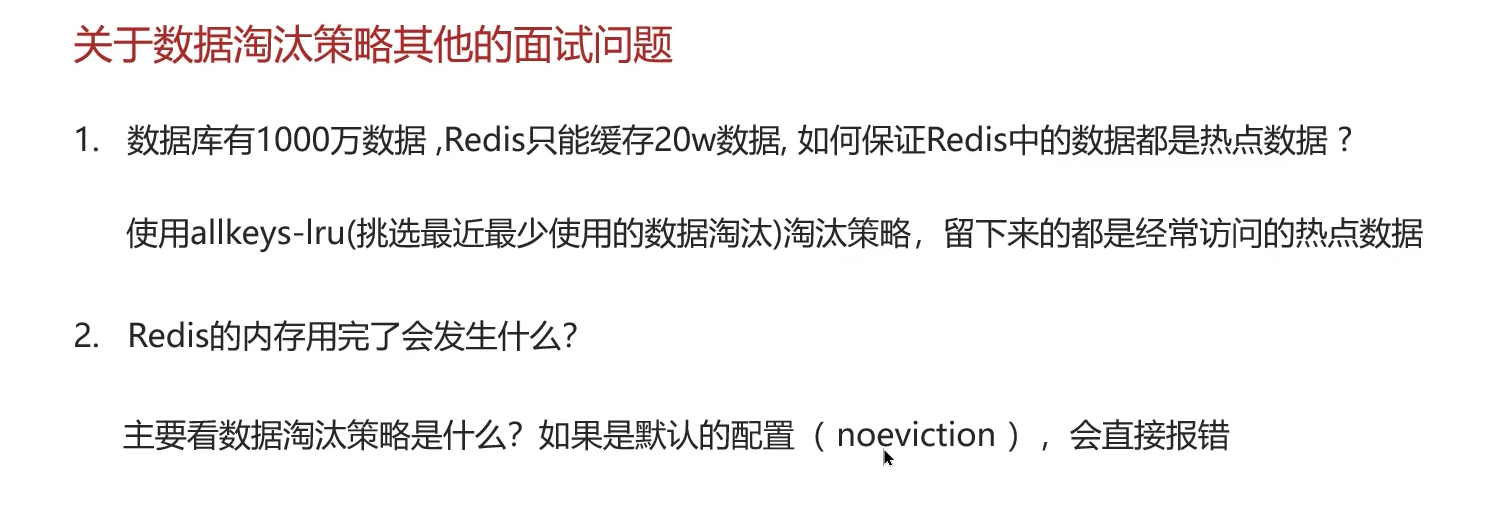 关于数据淘汰策略其他的面试问题
1. 数据库有1000万数据 ,Redis只能缓存20w数据, 如何保证Redis中的数据都是热点数据 ?
使用allkeys-lru(挑选最近最少使用的数据淘汰)淘汰策略，留下来的都是经常访问的热点数据
2. Redis的内存用完了会发生什么？
主要看数据淘汰策略是什么？如果是默认的配置（ noeviction ），会直接报错